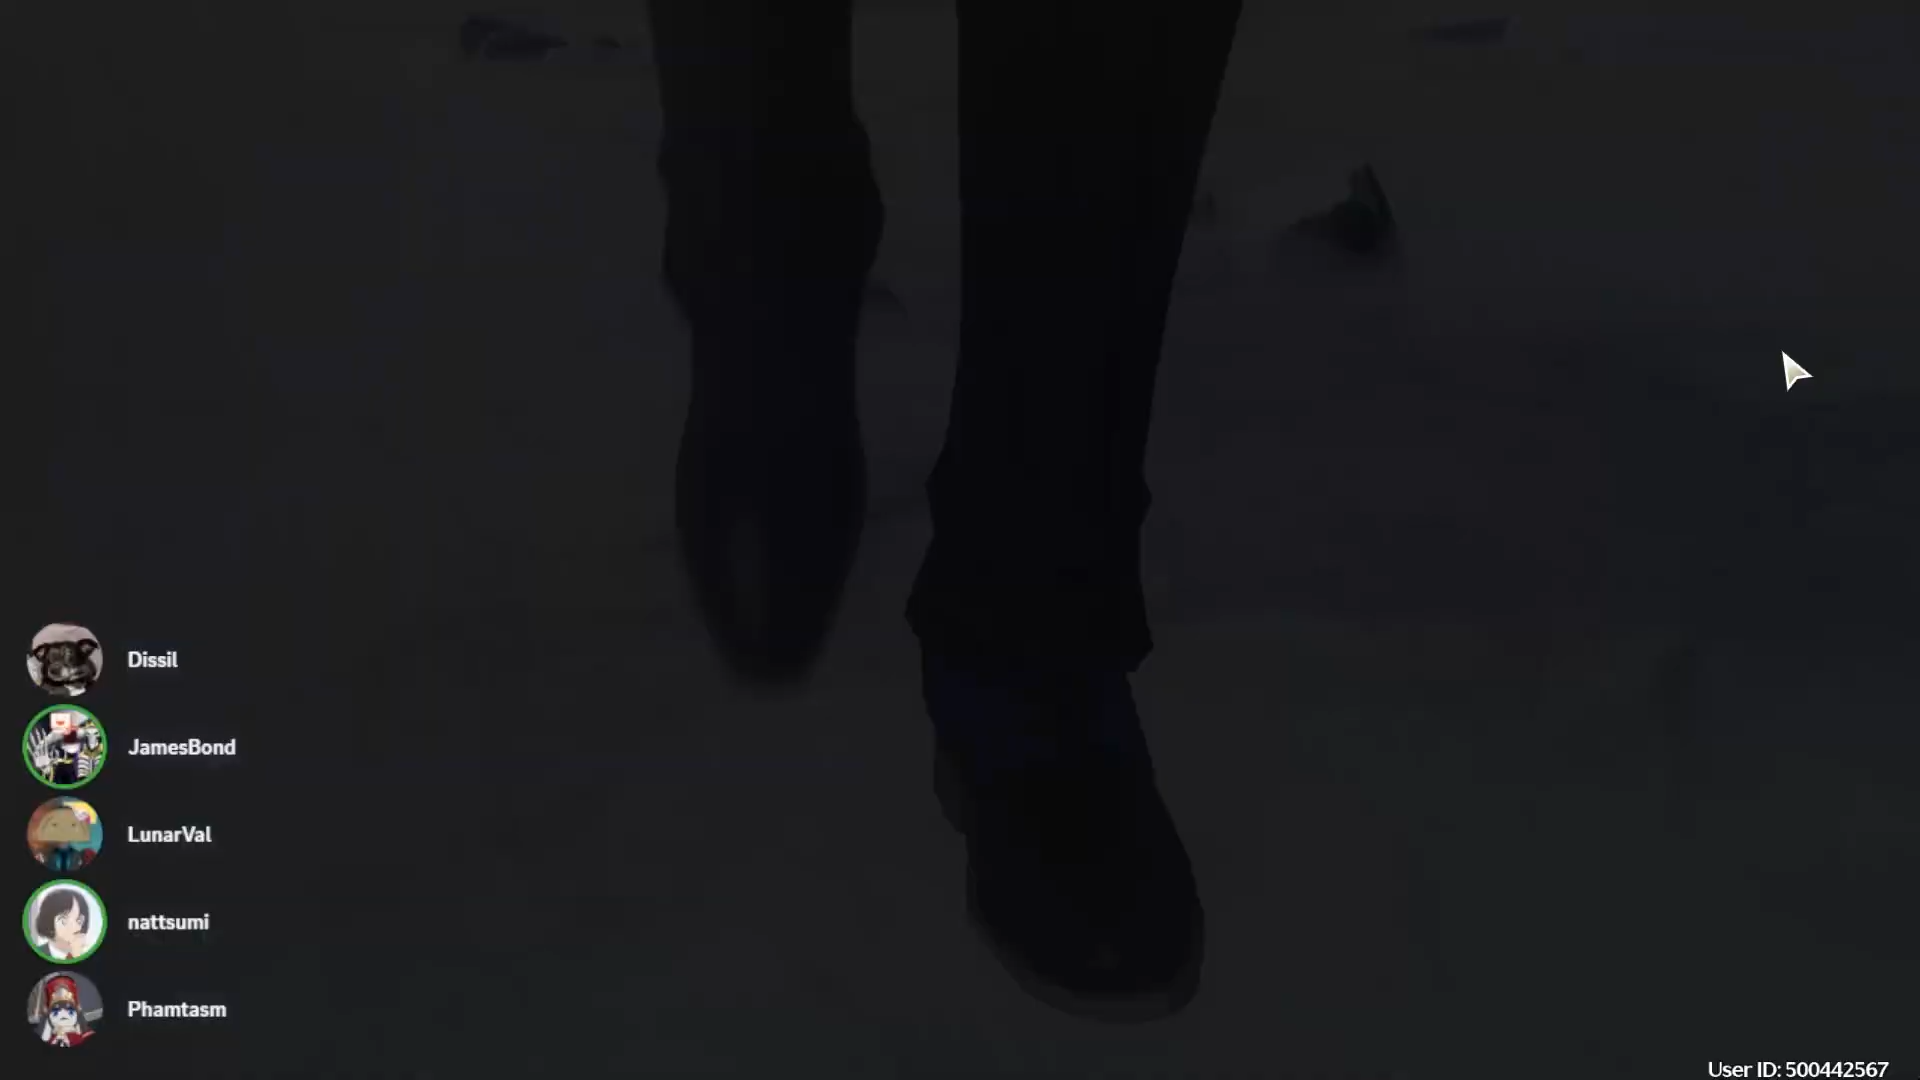 Dissil
JamesBond
LunarVal
nattsumi
Phamtasm
User ID: 500442567